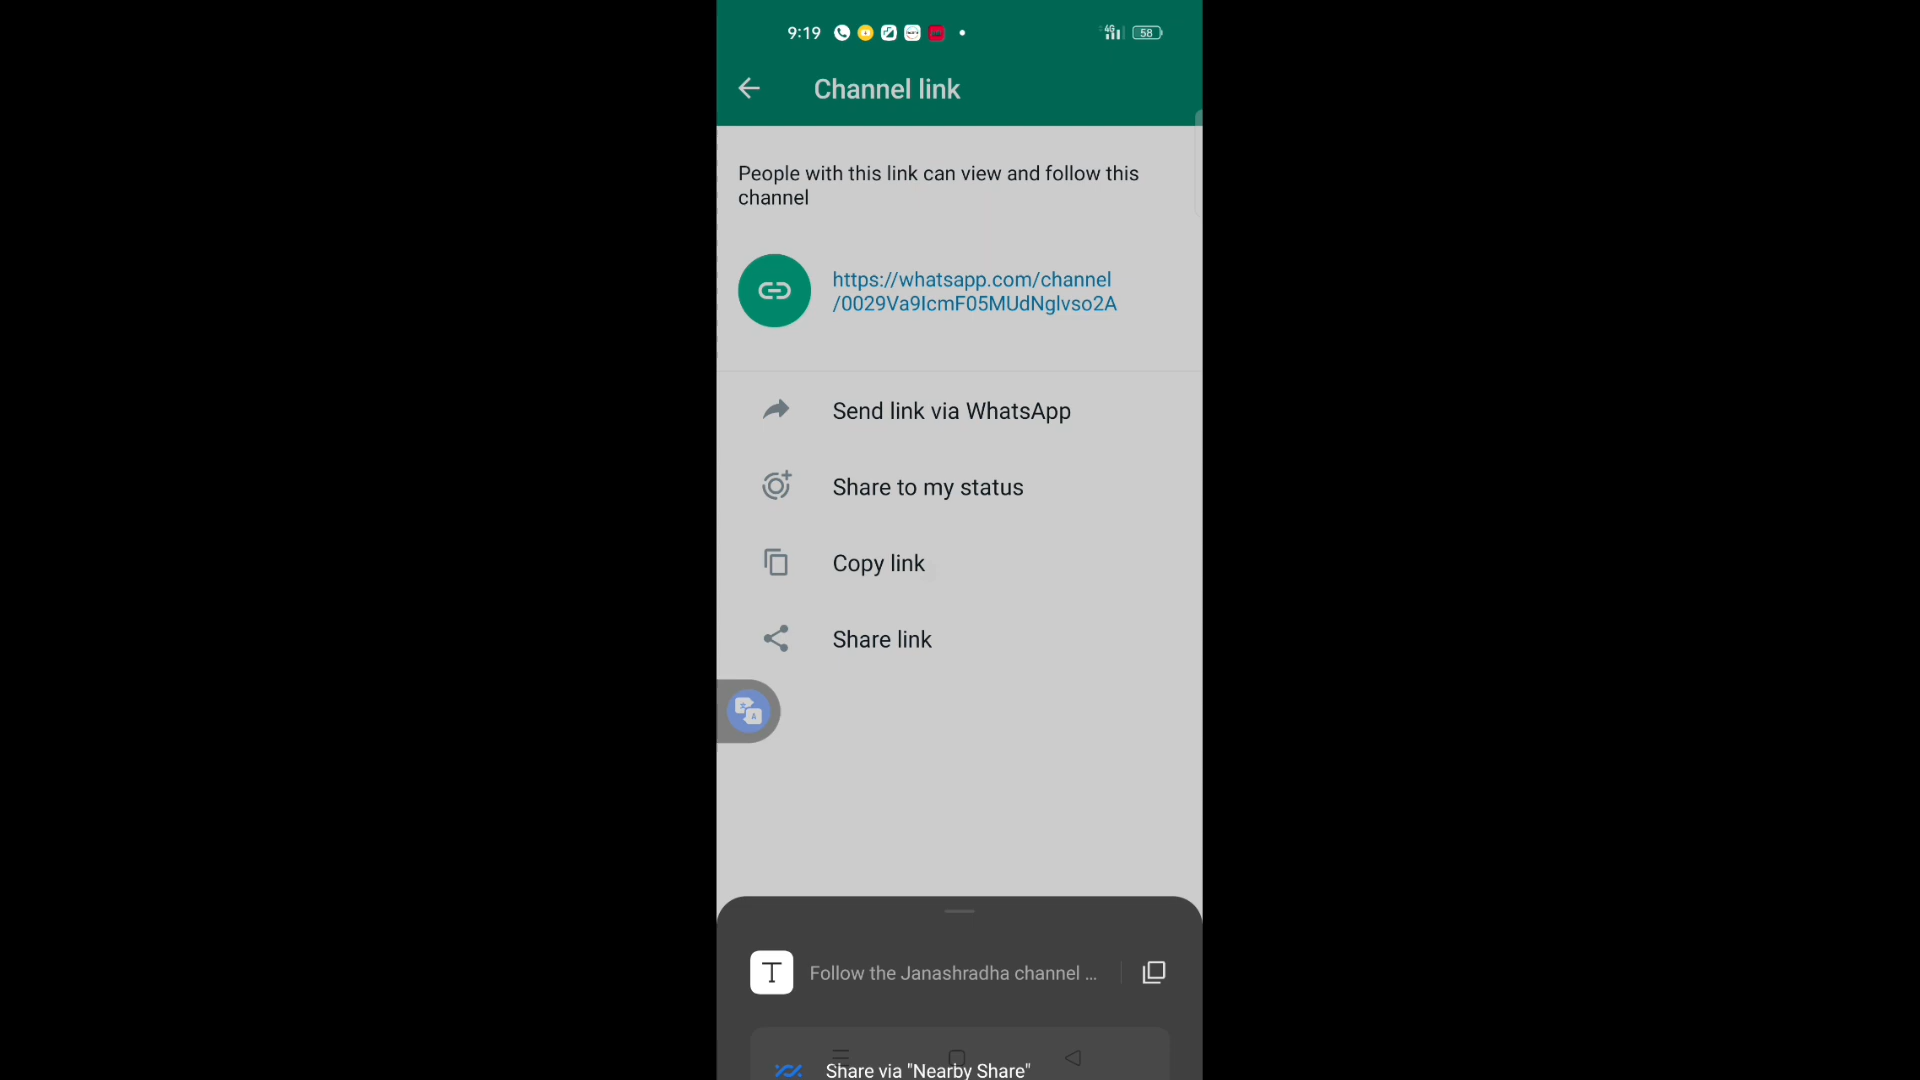 9:19
4G
58
Channel link
People with this link can view and follow this
channel
https://whatsapp.com/channel
/0029Va9IcmF05MUdNglvso2A
Send link via WhatsApp
Share to my status
Copy link
Share link
T
Follow the Janashradha channel ...
Share via "Nearby Share"